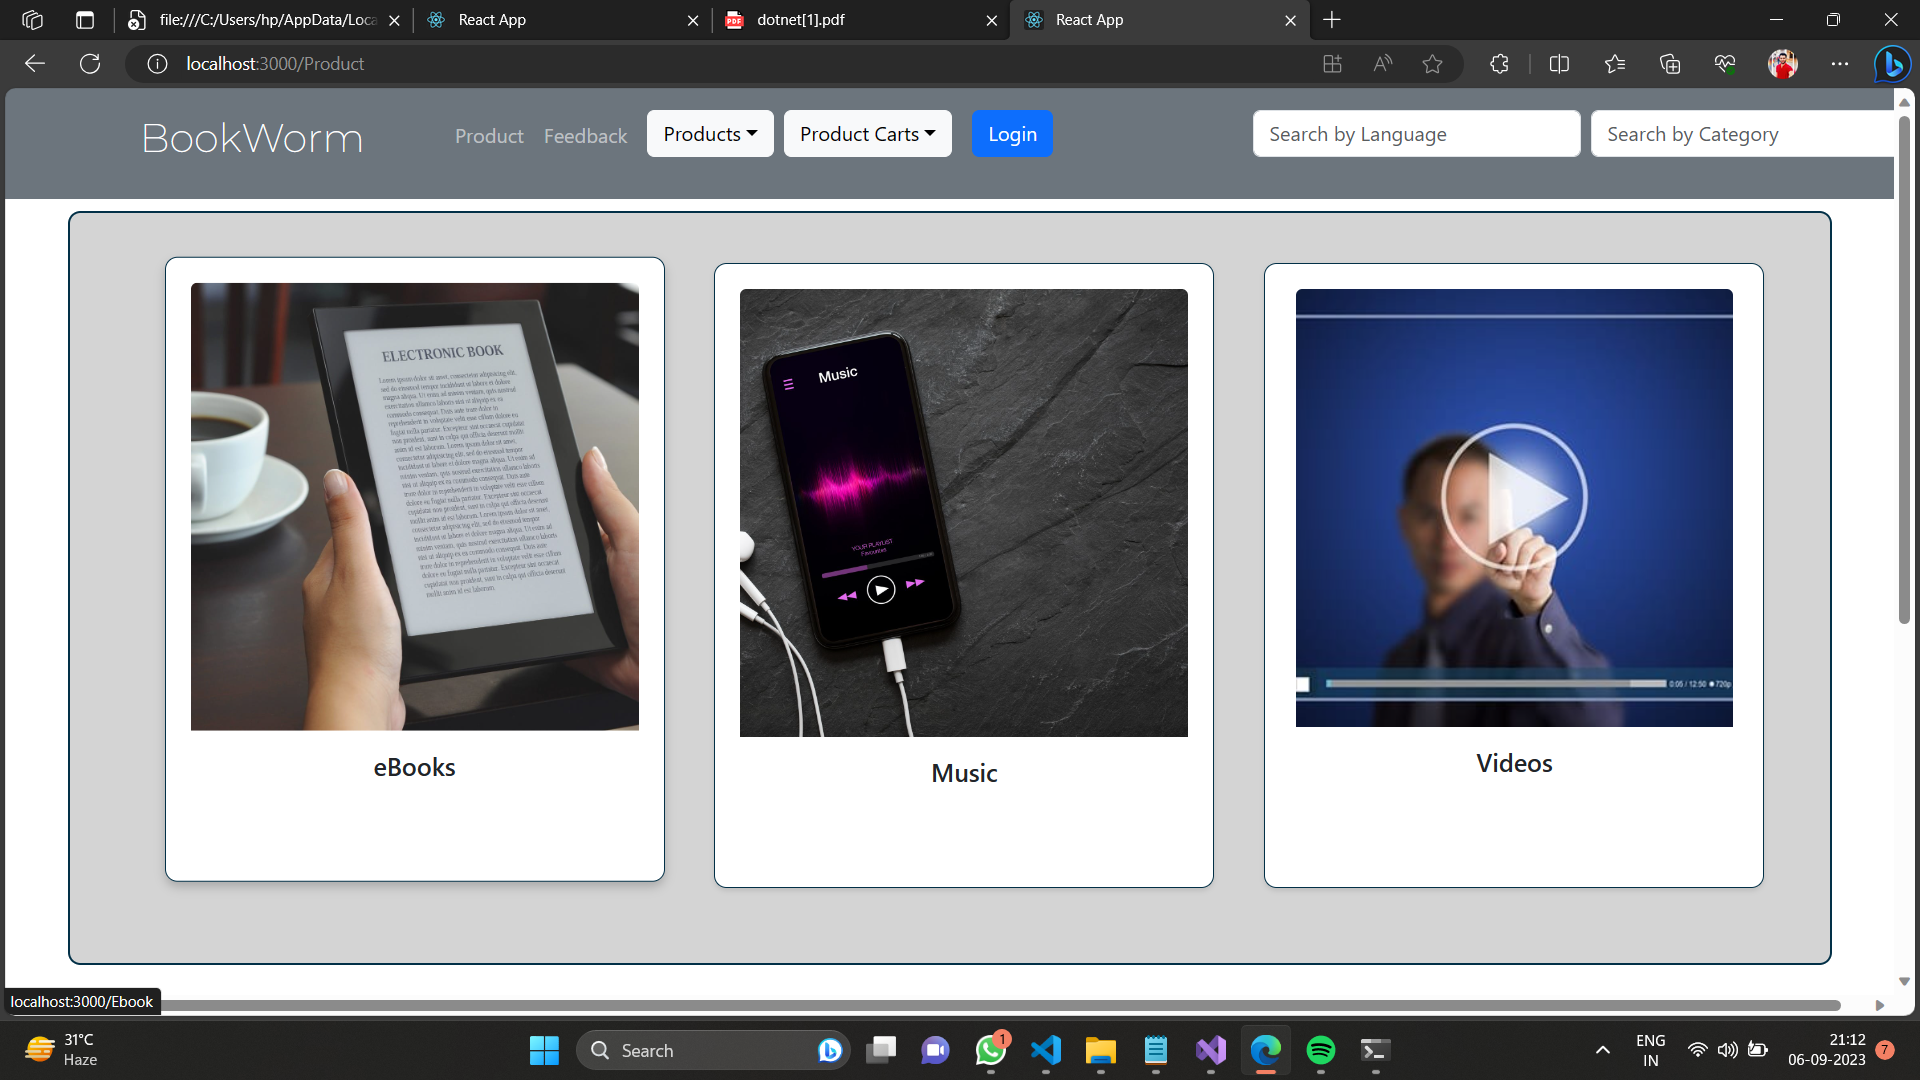 file:///C:/Users/hp/AppData/Loca
React App
dotnet[1].pdf
React App
localhost:3000/Product
BookWorm
Product
Feedback
Products
Product Carts
Login
Search by Language
Search by Category
ELECTRONIC BOOK
Music
YOUR PLAYLIST
Favourites
0:05 / 12:50
720p
eBooks
Music
Videos
localhost:3000/Ebook
31°C
Haze
Search
1
ENG
IN
21:12
06-09-2023
7